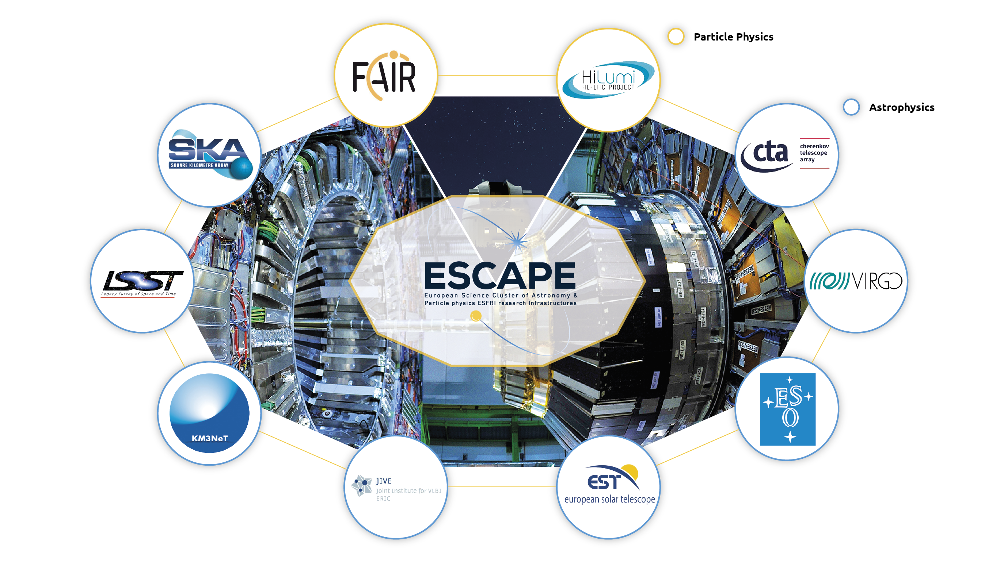 FAIR
HiLumi
HL-LHC PROJECT
Particle Physics
Astrophysics
SKA
SQUARE KILOMETRE ARRAY
cta
cherenkov
telescope
array
LSST
Legacy Survey of Space and Time
ESCAPE
European Science Cluster of Astronomy &
Particle physics ESFRI research Infrastructures
VIRGO
KM3NeT
ES
O
JIVE
Joint Institute for VLBI
ERIC
EST
european solar telescope